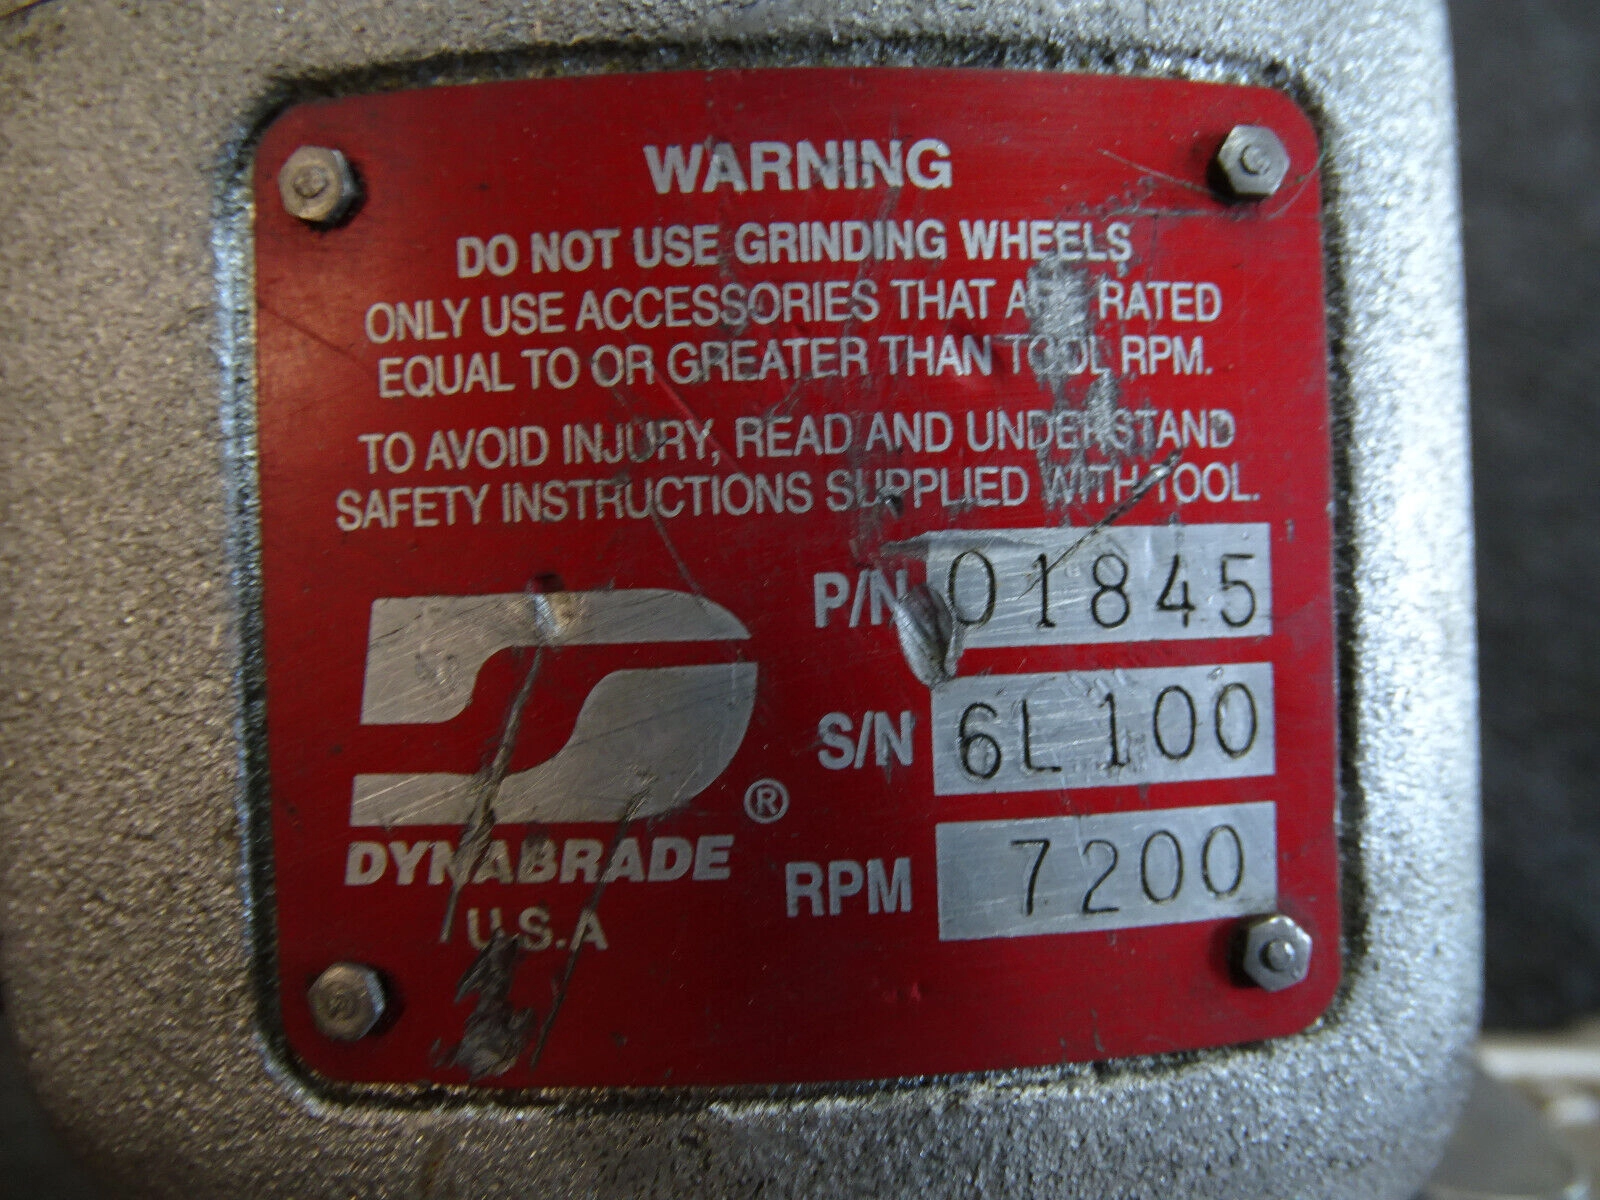 WARNING
DO NOT USE GRINDING WHEELS
ONLY USE ACCESSORIES THAT ARE RATED
EQUAL TO OR GREATER THAN TOOL RPM.
TO AVOID INJURY, READ AND UNDERSTAND
SAFETY INSTRUCTIONS SUPPLIED WITH TOOL.
P/N 01845
S/N 6L100
RPM 7200
®
DYNABRADE
U.S.A